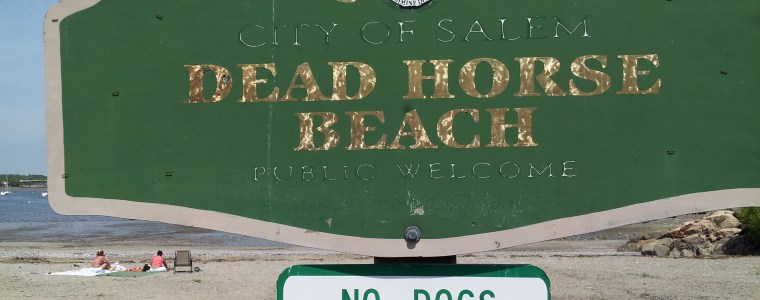 CITY OF SALEM
DEAD HORSE
BEACH
PUBLIC WELCOME
NO DOGS